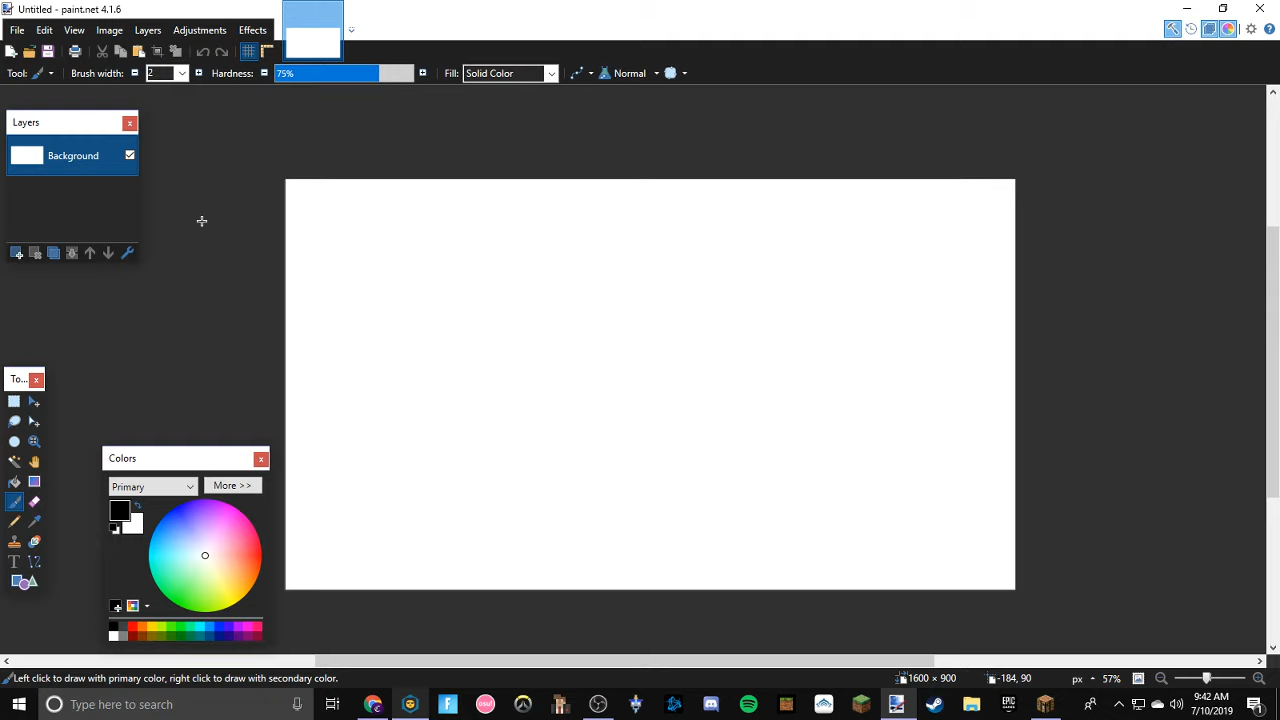 Untitled - paint.net 4.1.6
File Edit View Image Layers Adjustments Effects
Tool: Brush width: 2 Hardness: 75% Fill: Solid Color Normal
Layers
Background
To...
Colors
Primary More >>
Left click to draw with primary color, right click to draw with secondary color. 1600 × 900 -184, 90 px 57%
Type here to search
9:42 AM
7/10/2019